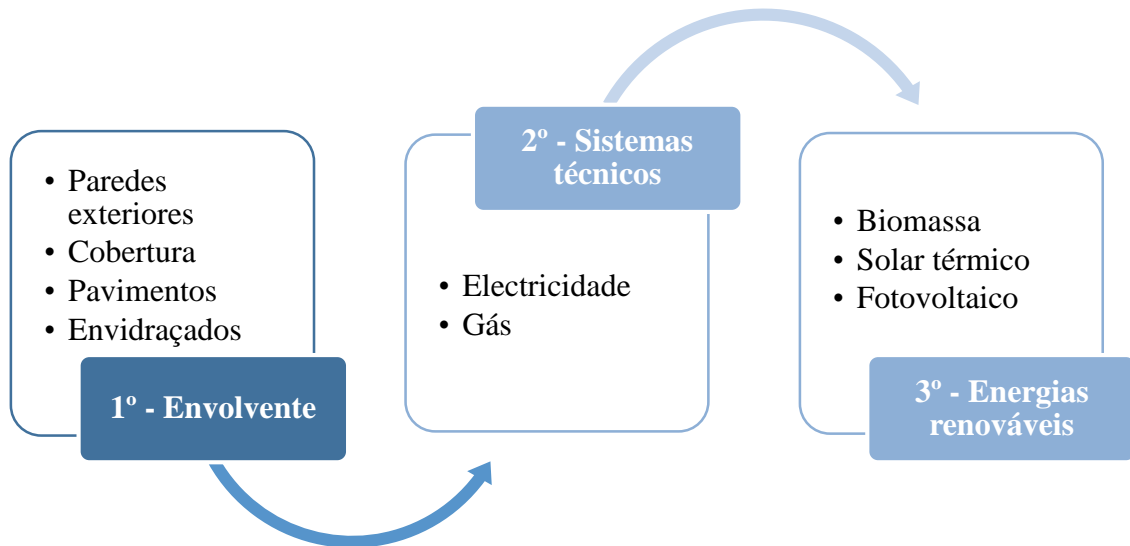 • Paredes
exteriores
• Cobertura
• Pavimentos
• Envidraçados
1º - Envolvente
2º - Sistemas
técnicos
• Electricidade
• Gás
• Biomassa
• Solar térmico
• Fotovoltaico
3º - Energias
renováveis